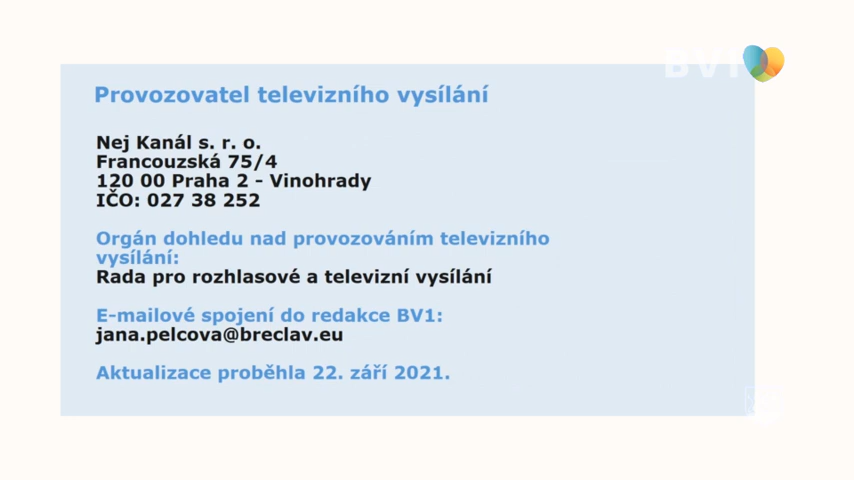 BV1
Provozovatel televizního vysílání
Nej Kanál s. r. o.
Francouzská 75/4
120 00 Praha 2 - Vinohrady
IČO: 027 38 252
Orgán dohledu nad provozováním televizního
vysílání:
Rada pro rozhlasové a televizní vysílání
E-mailové spojení do redakce BV1:
jana.pelcova@breclav.eu
Aktualizace proběhla 22. září 2021.